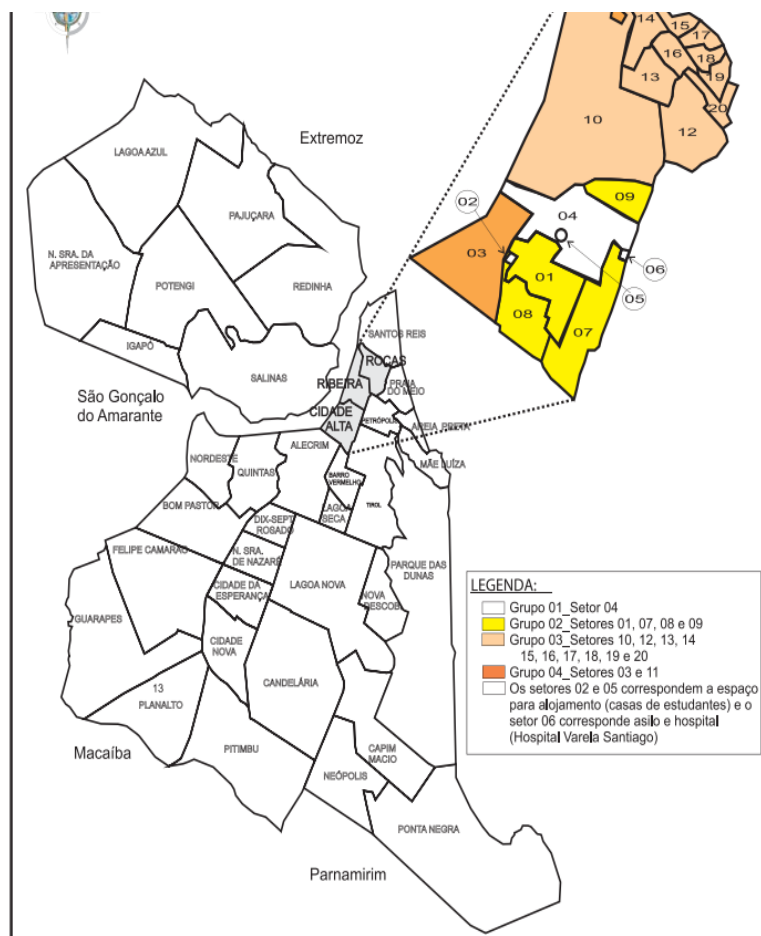 14
15
17
16
18
13
19
20
10
12
Extremoz
LAGOA AZUL
09
02
PAJUÇARA
04
N. SRA. DA
APRESENTAÇÃO
03
06
01
POTENGI
REDINHA
05
08
07
SANTOS REIS
IGAPÓ
ROCAS
SALINAS
RIBEIRA
PRAIA
DO MEIO
São Gonçalo
do Amarante
CIDADE
ALTA
PETRÓPOLIS
AREIA PRETA
ALECRIM
NORDESTE
MÃE LUÍZA
QUINTAS
BARRO
VERMELHO
BOM PASTOR
LAGOA
SECA
TIROL
DIX-SEPT
ROSADO
FELIPE CAMARÃO
N. SRA.
DE NAZARÉ
PARQUE DAS
DUNAS
CIDADE DA
ESPERANÇA
LAGOA NOVA
NOVA
DESCOB.
GUARAPES
CIDADE
NOVA
CANDELÁRIA
13
PLANALTO
Macaíba
PITIMBU
CAPIM
MACIO
NEÓPOLIS
PONTA NEGRA
Parnamirim
LEGENDA:
Grupo 01_Setor 04
Grupo 02_Setores 01, 07, 08 e 09
Grupo 03_Setores 10, 12, 13, 14
15, 16, 17, 18, 19 e 20
Grupo 04_Setores 03 e 11
Os setores 02 e 05 correspondem a espaço
para alojamento (casas de estudantes) e o
setor 06 corresponde asilo e hospital
(Hospital Varela Santiago)